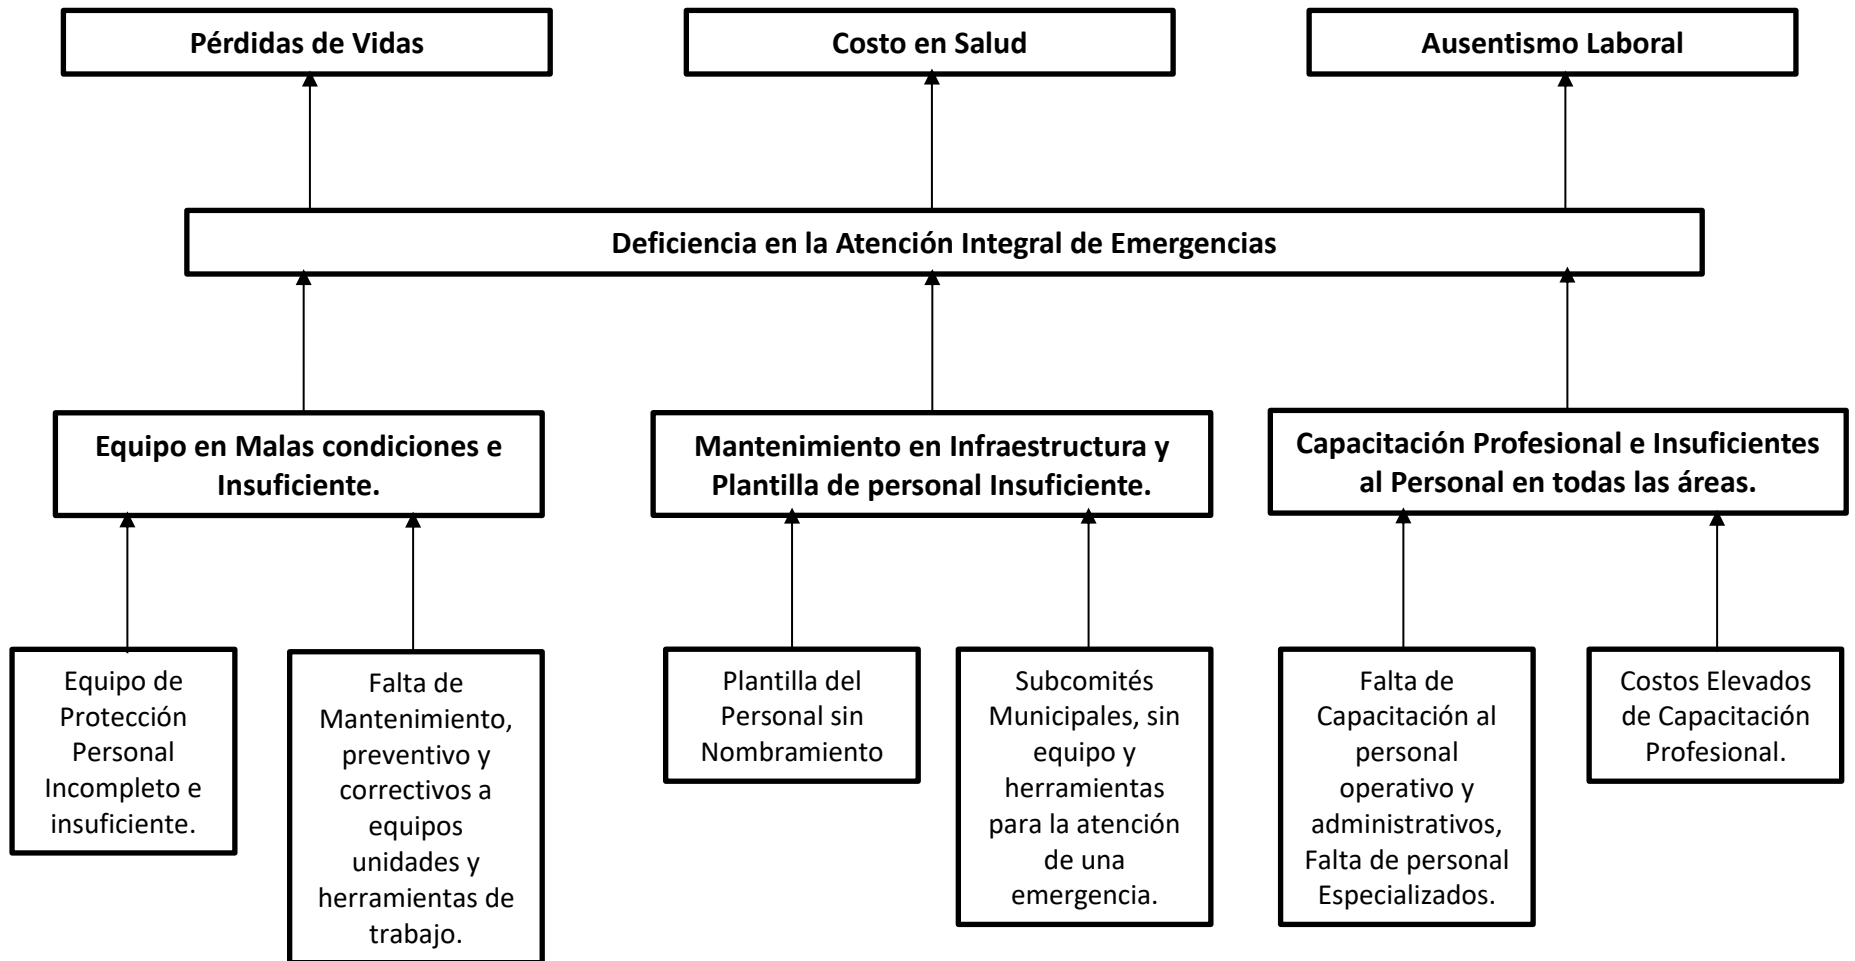 Pérdidas de Vidas
Costo en Salud
Ausentismo Laboral
Deficiencia en la Atención Integral de Emergencias
Equipo en Malas condiciones e
Insuficiente.
Mantenimiento en Infraestructura y
Plantilla de personal Insuficiente.
Capacitación Profesional e Insuficientes
al Personal en todas las áreas.
Equipo de
Protección
Personal
Incompleto e
insuficiente.
Falta de
Mantenimiento,
preventivo y
correctivos a
equipos
unidades y
herramientas de
trabajo.
Plantilla del
Personal sin
Nombramiento
Subcomités
Municipales, sin
equipo y
herramientas
para la atención
de una
emergencia.
Falta de
Capacitación al
personal
operativo y
administrativos,
Falta de personal
Especializados.
Costos Elevados
de Capacitación
Profesional.